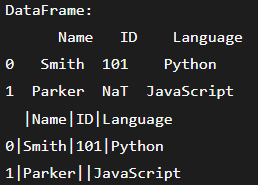 DataFrame:
     Name   ID    Language
0   Smith  101      Python
1  Parker  NaT  JavaScript
  |Name|ID|Language
0|Smith|101|Python
1|Parker||JavaScript